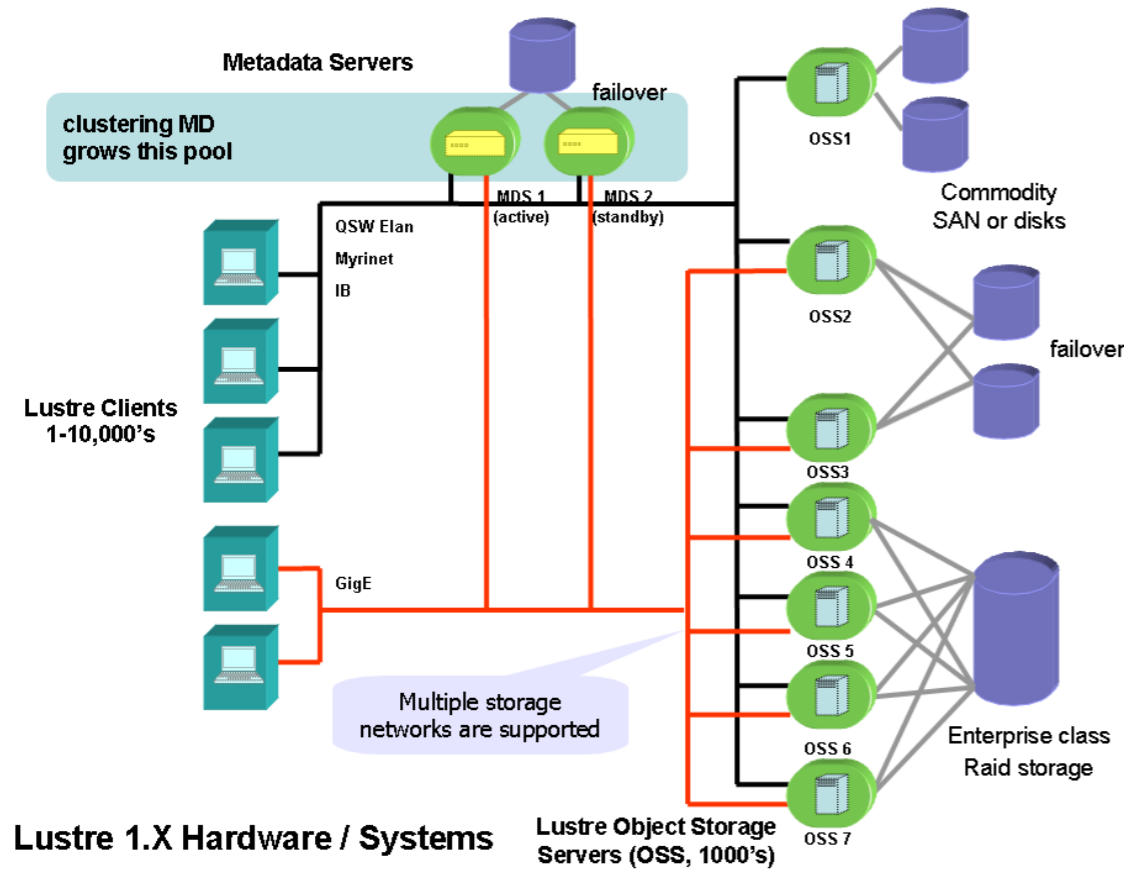 Metadata Servers
failover
clustering MD
grows this pool
MDS 1
(active)
MDS 2
(standby)
OSS1
Commodity
SAN or disks
QSW Elan
Myrinet
IB
OSS2
failover
Lustre Clients
1-10,000's
OSS3
OSS 4
GigE
OSS 5
Multiple storage
networks are supported
OSS 6
Enterprise class
Raid storage
OSS 7
Lustre 1.X Hardware / Systems
Lustre Object Storage
Servers (OSS, 1000's)